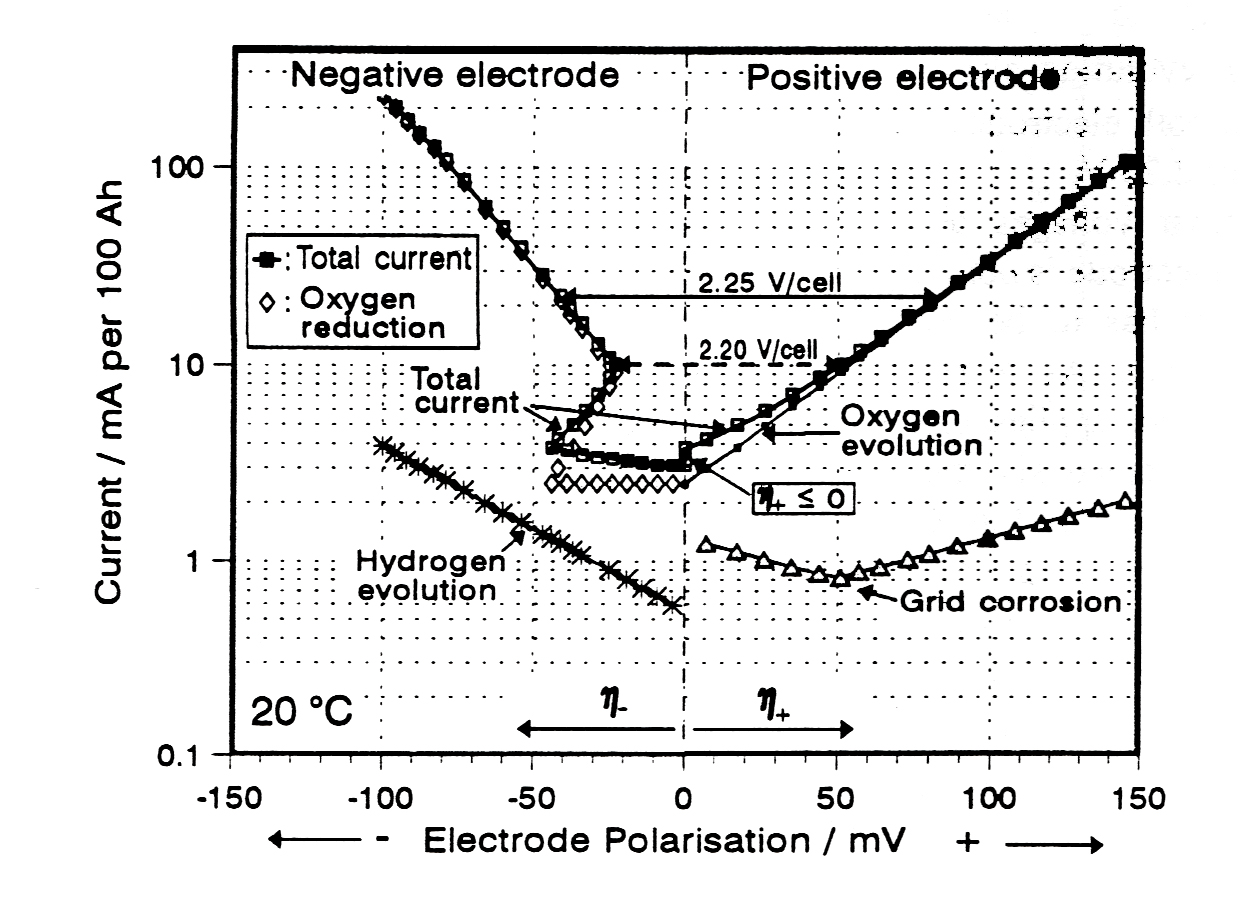 Negative electrode
Positive electrode
100
10
1
0.1
Current / mA per 100 Ah
: Total current
: Oxygen
reduction
2.25 V/cell
2.20 V/cell
Total
current
Oxygen
evolution
η₊ ≤ 0
Hydrogen
evolution
Grid corrosion
20 °C
η₋
η₊
-150
-100
-50
0
50
100
150
- Electrode Polarisation / mV +